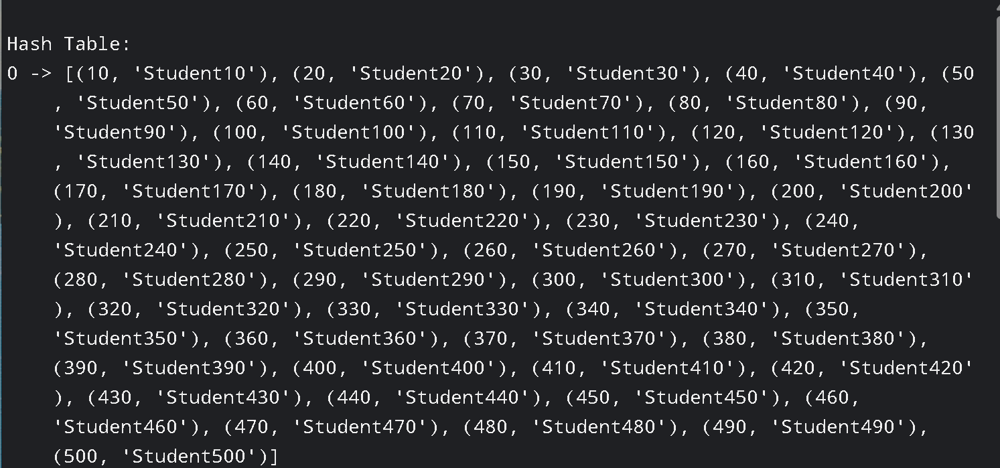 Hash Table:
0 -> [(10, 'Student10'), (20, 'Student20'), (30, 'Student30'), (40, 'Student40'), (50
, 'Student50'), (60, 'Student60'), (70, 'Student70'), (80, 'Student80'), (90,
'Student90'), (100, 'Student100'), (110, 'Student110'), (120, 'Student120'), (130
, 'Student130'), (140, 'Student140'), (150, 'Student150'), (160, 'Student160'),
(170, 'Student170'), (180, 'Student180'), (190, 'Student190'), (200, 'Student200'
), (210, 'Student210'), (220, 'Student220'), (230, 'Student230'), (240,
'Student240'), (250, 'Student250'), (260, 'Student260'), (270, 'Student270'),
(280, 'Student280'), (290, 'Student290'), (300, 'Student300'), (310, 'Student310'
), (320, 'Student320'), (330, 'Student330'), (340, 'Student340'), (350,
'Student350'), (360, 'Student360'), (370, 'Student370'), (380, 'Student380'),
(390, 'Student390'), (400, 'Student400'), (410, 'Student410'), (420, 'Student420'
), (430, 'Student430'), (440, 'Student440'), (450, 'Student450'), (460,
'Student460'), (470, 'Student470'), (480, 'Student480'), (490, 'Student490'),
(500, 'Student500')]